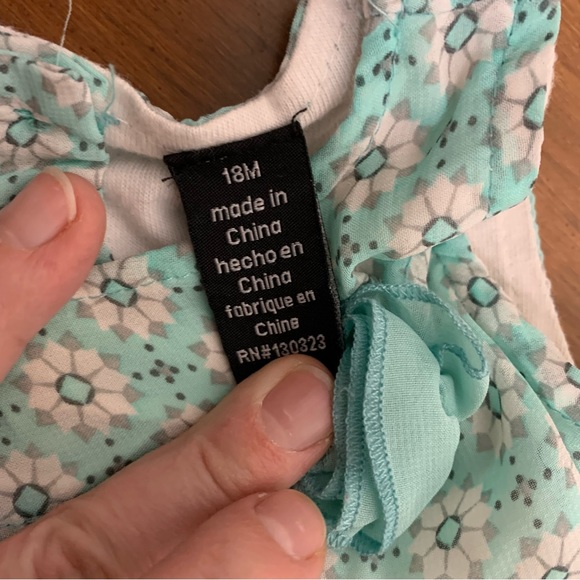 18M
made in
China
hecho en
China
fabrique en
Chine
RN#130323